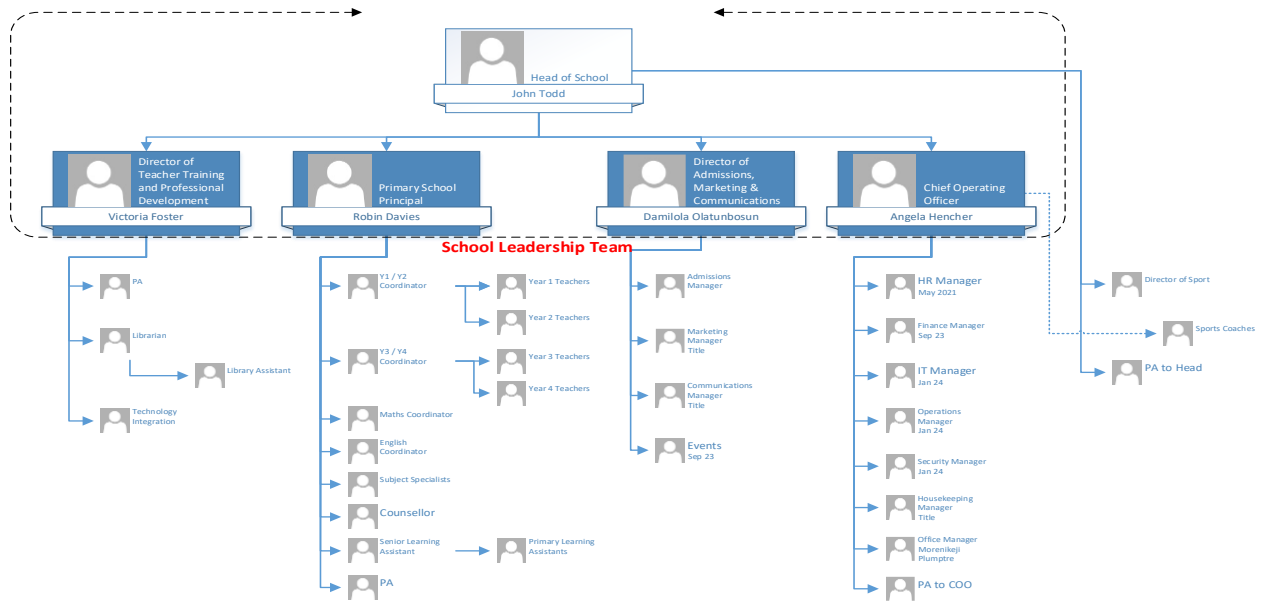 Head of School
John Todd
Director of
Teacher Training
and Professional
Development
Victoria Foster
Primary School
Principal
Robin Davies
Director of
Admissions,
Marketing &
Communications
Damilola Olatunbosun
Chief Operating
Officer
Angela Hencher
School Leadership Team
PA
Librarian
Library Assistant
Technology
Integration
Y1 / Y2
Coordinator
Year 1 Teachers
Year 2 Teachers
Y3 / Y4
Coordinator
Year 3 Teachers
Year 4 Teachers
Maths Coordinator
English
Coordinator
Subject Specialists
Counsellor
Senior Learning
Assistant
Primary Learning
Assistants
PA
Admissions
Manager
Marketing
Manager
Title
Communications
Manager
Title
Events
Sep 23
HR Manager
May 2021
Finance Manager
Sep 23
IT Manager
Jan 24
Operations
Manager
Jan 24
Security Manager
Jan 24
Housekeeping
Manager
Title
Office Manager
Morenikeji
Plumptre
PA to COO
Director of Sport
Sports Coaches
PA to Head